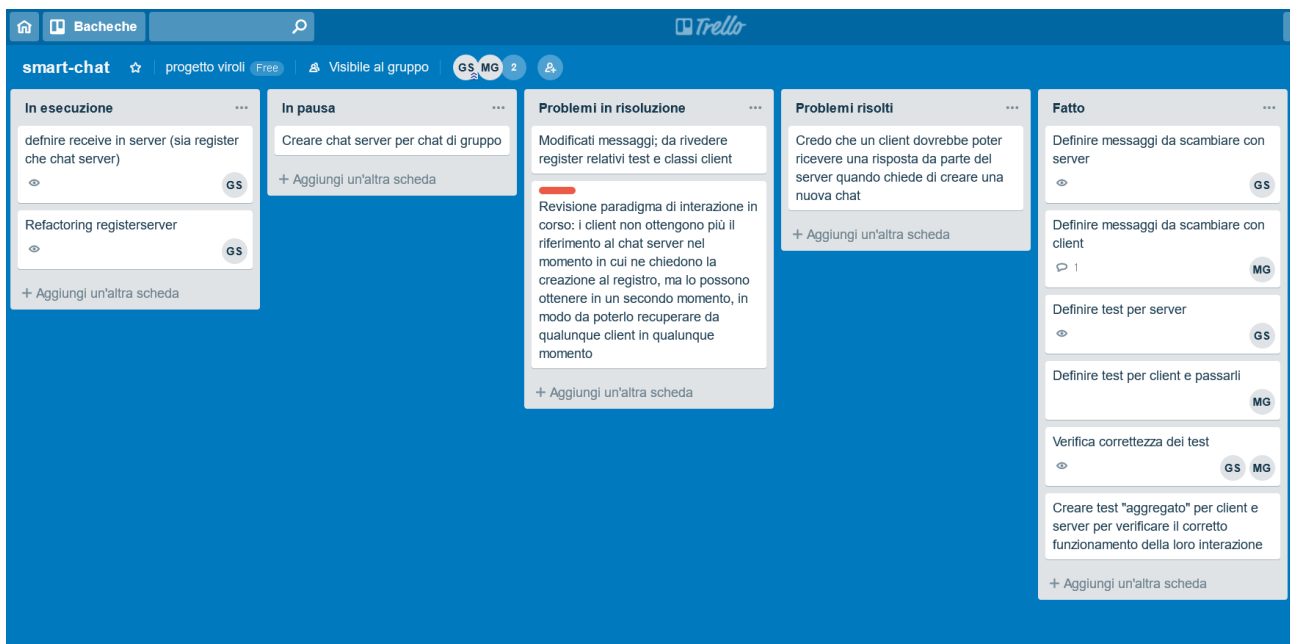 Bacheche
Trello
smart-chat
progetto viroli Free
Visibile al gruppo
GS MG 2
In esecuzione
defnire receive in server (sia register
che chat server)
GS
Refactoring registerserver
GS
+ Aggiungi un'altra scheda
In pausa
Creare chat server per chat di gruppo
+ Aggiungi un'altra scheda
Problemi in risoluzione
Modificati messaggi; da rivedere
register relativi test e classi client
Revisione paradigma di interazione in
corso: i client non ottengono più il
riferimento al chat server nel
momento in cui ne chiedono la
creazione al registro, ma lo possono
ottenere in un secondo momento, in
modo da poterlo recuperare da
qualunque client in qualunque
momento
+ Aggiungi un'altra scheda
Problemi risolti
Credo che un client dovrebbe poter
ricevere una risposta da parte del
server quando chiede di creare una
nuova chat
+ Aggiungi un'altra scheda
Fatto
Definire messaggi da scambiare con
server
GS
Definire messaggi da scambiare con
client
1
MG
Definire test per server
GS
Definire test per client e passarli
MG
Verifica correttezza dei test
GS MG
Creare test "aggregato" per client e
server per verificare il corretto
funzionamento della loro interazione
+ Aggiungi un'altra scheda